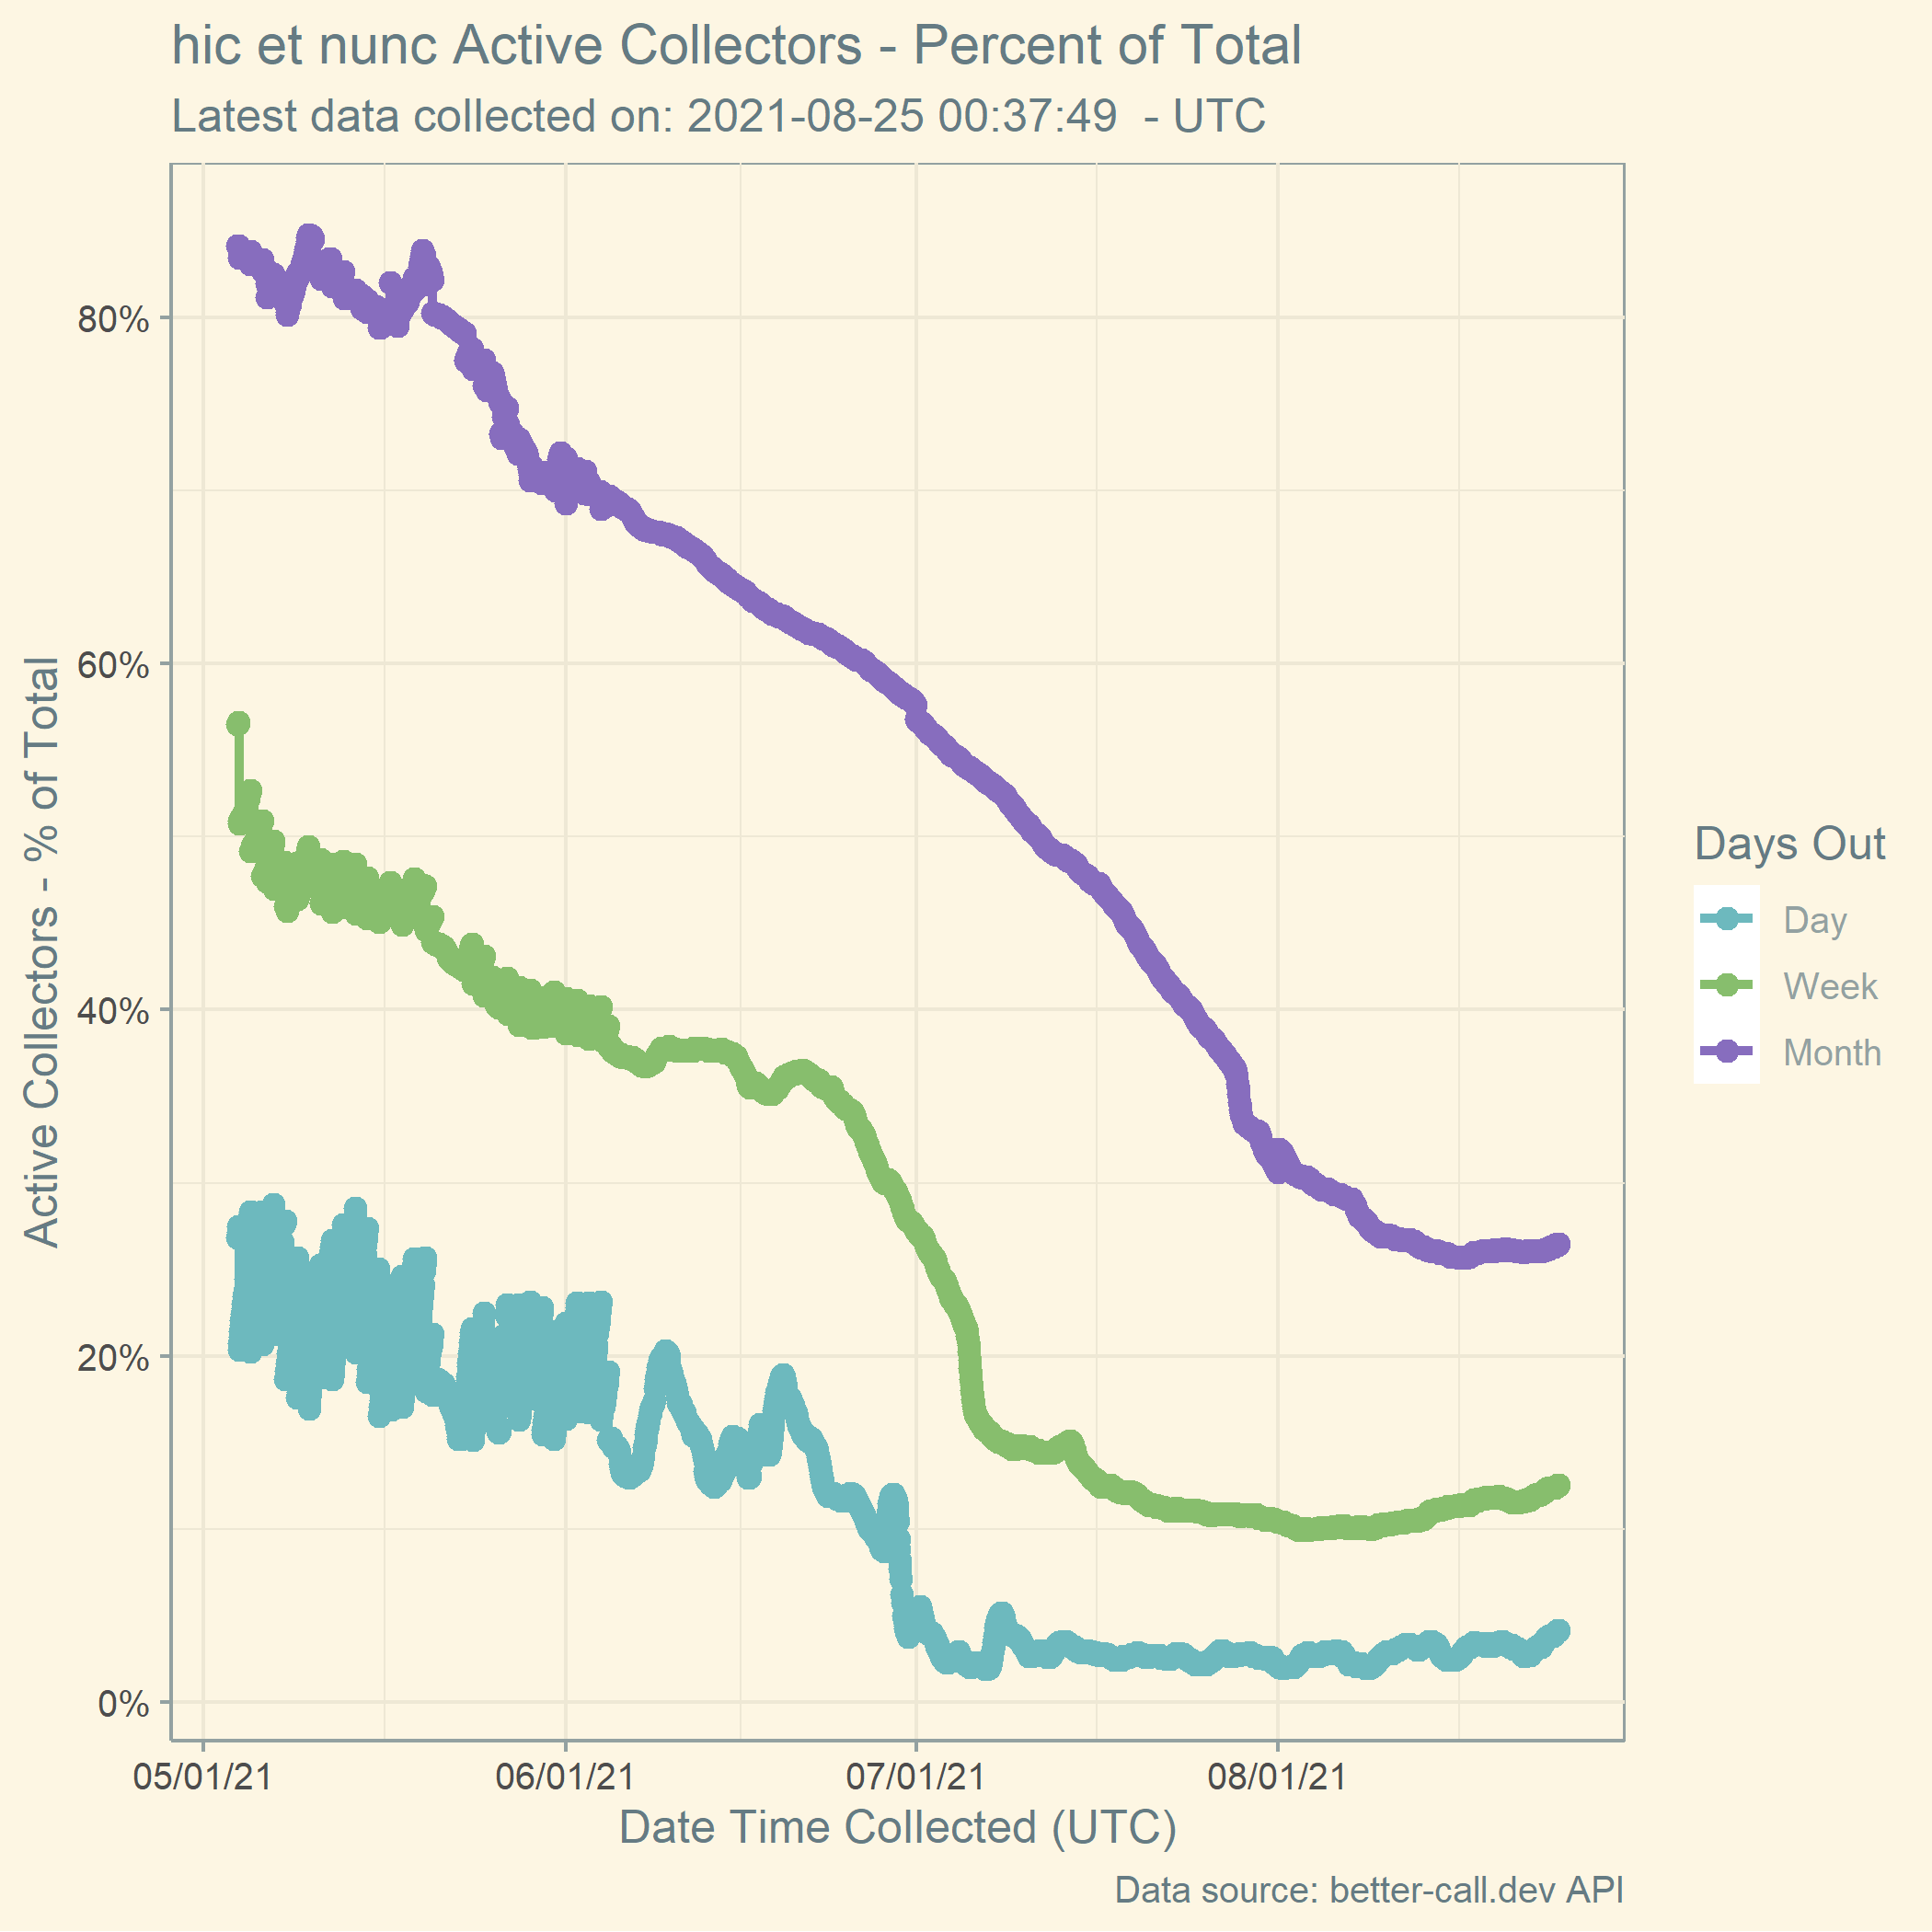 hic et nunc Active Collectors - Percent of Total
Latest data collected on: 2021-08-25 00:37:49  - UTC
Active Collectors - % of Total
80%
60%
40%
20%
0%
05/01/21
06/01/21
07/01/21
08/01/21
Date Time Collected (UTC)
Days Out
Day
Week
Month
Data source: better-call.dev API